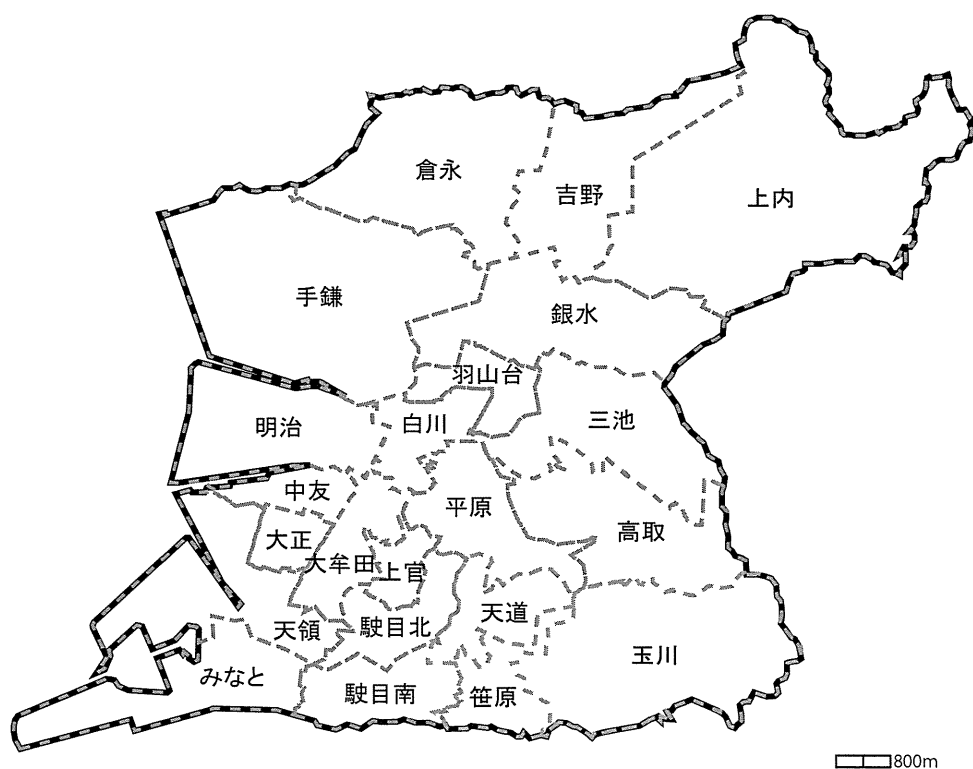 倉永
吉野
上内
手鎌
銀水
羽山台
明治
白川
三池
中友
平原
大正
高取
大牟田
上官
天領
駛目北
天道
みなと
駛目南
笹原
玉川
800m